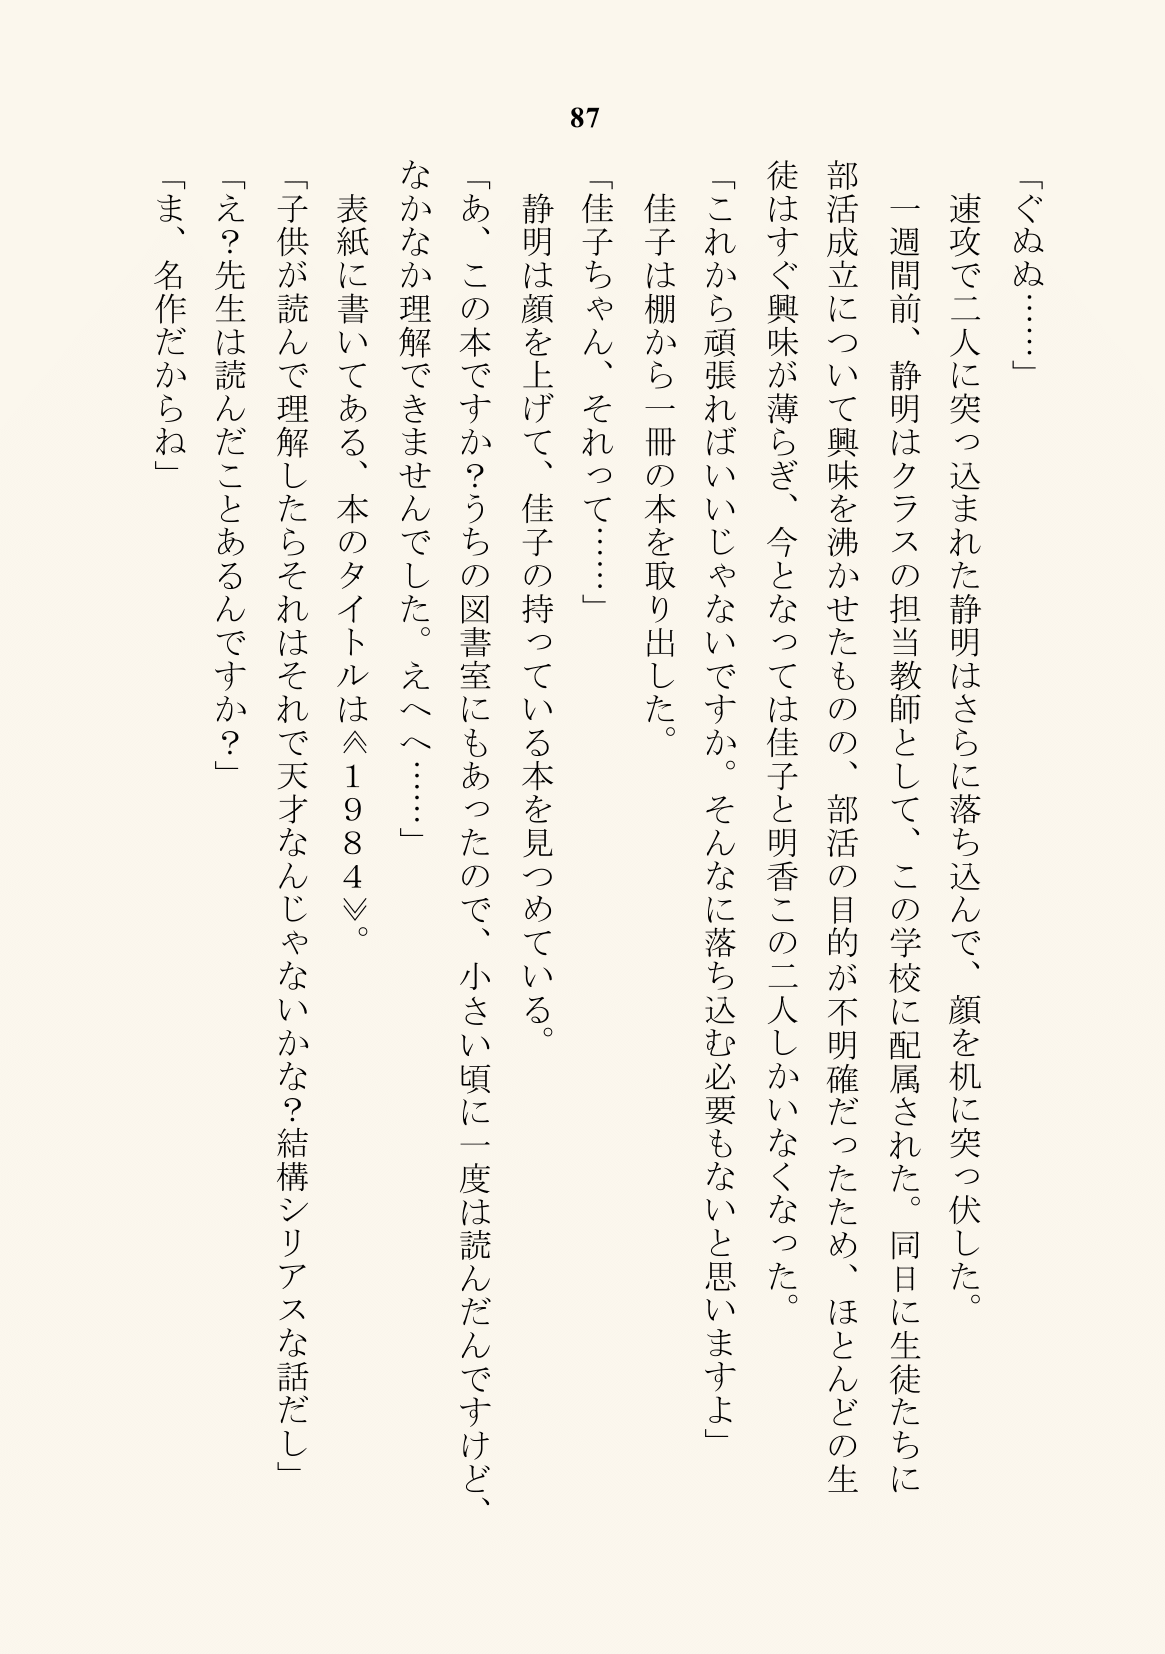 87
「ぐぬぬ……」
速攻で二人に突っ込まれた静明はさらに落ち込んで、顔を机に突っ伏した。
一週間前、静明はクラスの担当教師として、この学校に配属された。同日に生徒たちに
部活成立について興味を沸かせたものの、部活の目的が不明確だったため、ほとんどの生
徒はすぐ興味が薄らぎ、今となっては佳子と明香この二人しかいなくなった。
「これから頑張ればいいじゃないですか。そんなに落ち込む必要もないと思いますよ」
佳子は棚から一冊の本を取り出した。
「佳子ちゃん、それって……」
静明は顔を上げて、佳子の持っている本を見つめている。
「あ、この本ですか？うちの図書室にもあったので、小さい頃に一度は読んだんですけど、
なかなか理解できませんでした。えへへ……」
表紙に書いてある、本のタイトルは≪１９８４≫。
「子供が読んで理解したらそれはそれで天才なんじゃないかな？結構シリアスな話だし」
「え？先生は読んだことあるんですか？」
「ま、名作だからね」